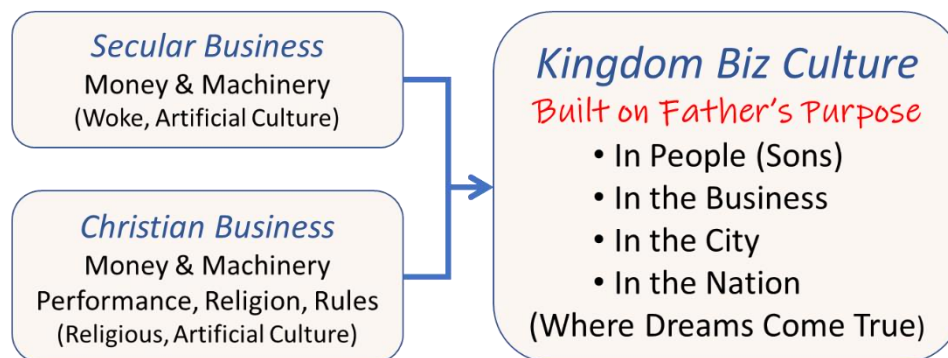 Secular Business
Money & Machinery
(Woke, Artificial Culture)
Christian Business
Money & Machinery
Performance, Religion, Rules
(Religious, Artificial Culture)
Kingdom Biz Culture
Built on Father's Purpose
• In People (Sons)
• In the Business
• In the City
• In the Nation
(Where Dreams Come True)